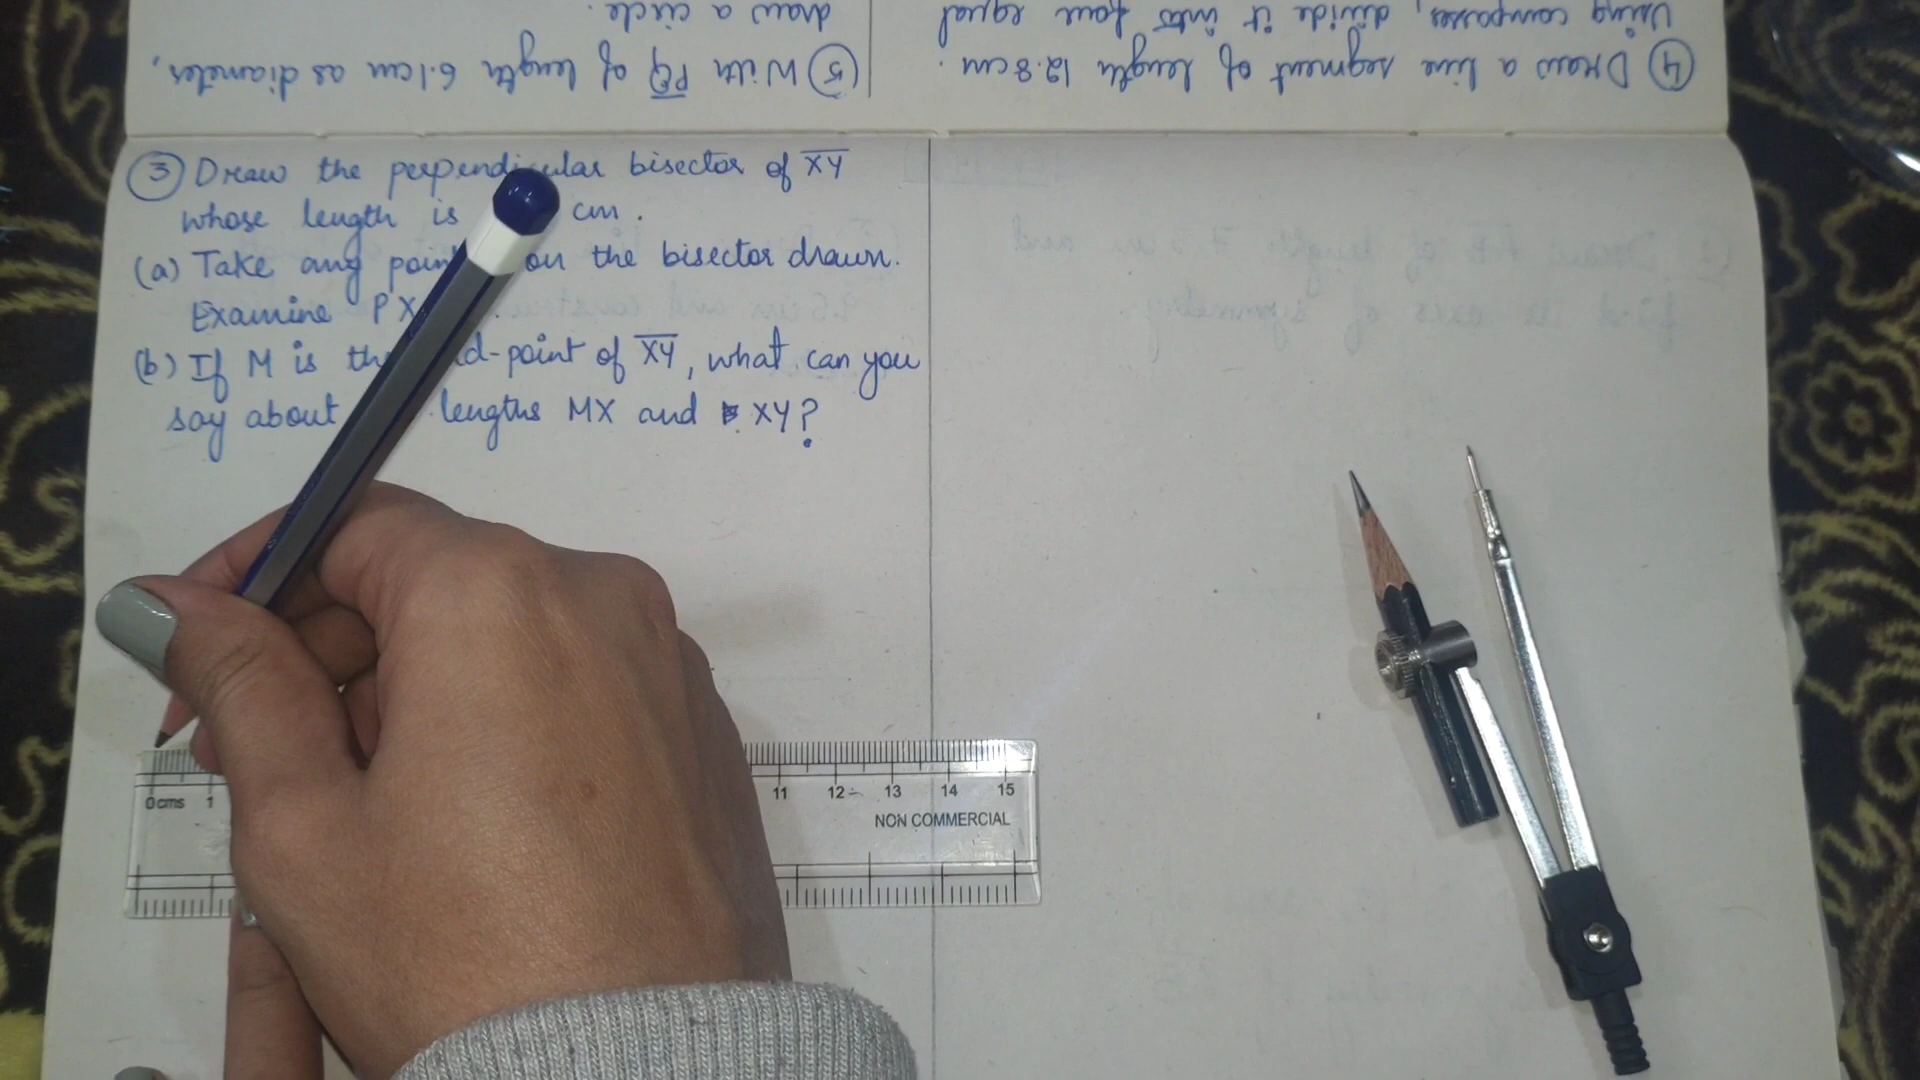 ④ Draw a line segment of length 12.8cm.
Using compasses, divide it into four equal
⑤ With PQ of length 6.1cm as diameter,
draw a circle.
③ Draw the perpendicular bisector of XY
whose length is cm.
(a) Take any point on the bisector drawn.
Examine PX
(b) If M is the mid-point of XY, what can you
say about lengths MX and XY?
0cms 1 11 12 13 14 15
NON COMMERCIAL